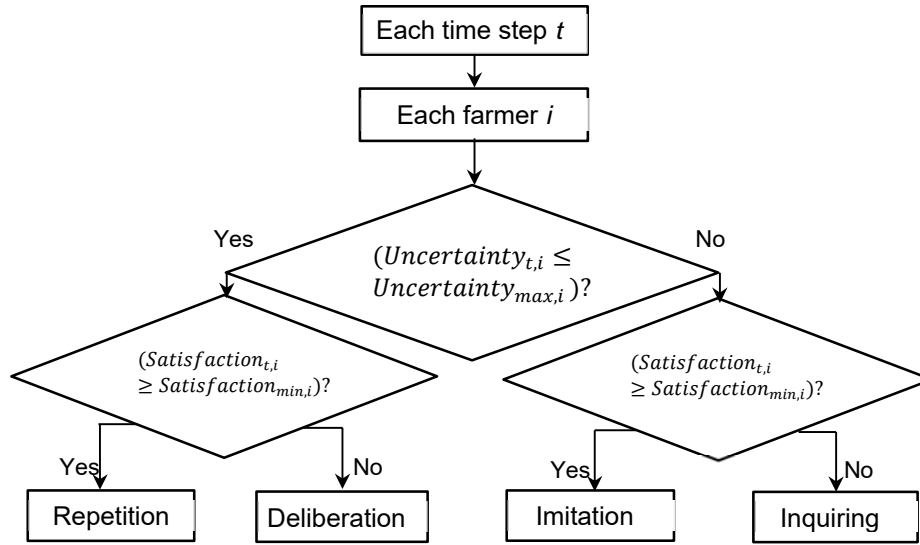 Each time step t
Each farmer i
Yes
No
(Uncertainty_{t,i} ≤
Uncertainty_{max,i})?
(Satisfaction_{t,i}
≥ Satisfaction_{min,i})?
(Satisfaction_{t,i}
≥ Satisfaction_{min,i})?
Yes
No
Yes
No
Repetition
Deliberation
Imitation
Inquiring